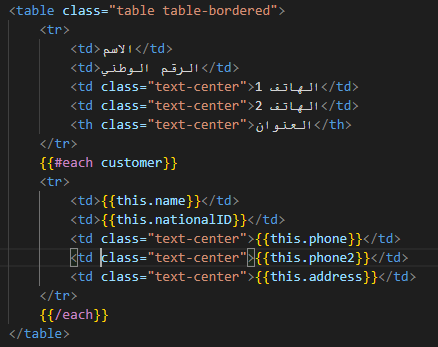 <table class="table table-bordered">
<tr>
<td>الاسم</td>
<td>الرقم الوطني</td>
<td class="text-center">الهاتف 1</td>
<td class="text-center">الهاتف 2</td>
<th class="text-center">العنوان</th>
</tr>
{{#each customer}}
<tr>
<td>{{this.name}}</td>
<td>{{this.nationalID}}</td>
<td class="text-center">{{this.phone}}</td>
<td class="text-center">{{this.phone2}}</td>
<td class="text-center">{{this.address}}</td>
</tr>
{{/each}}
</table>